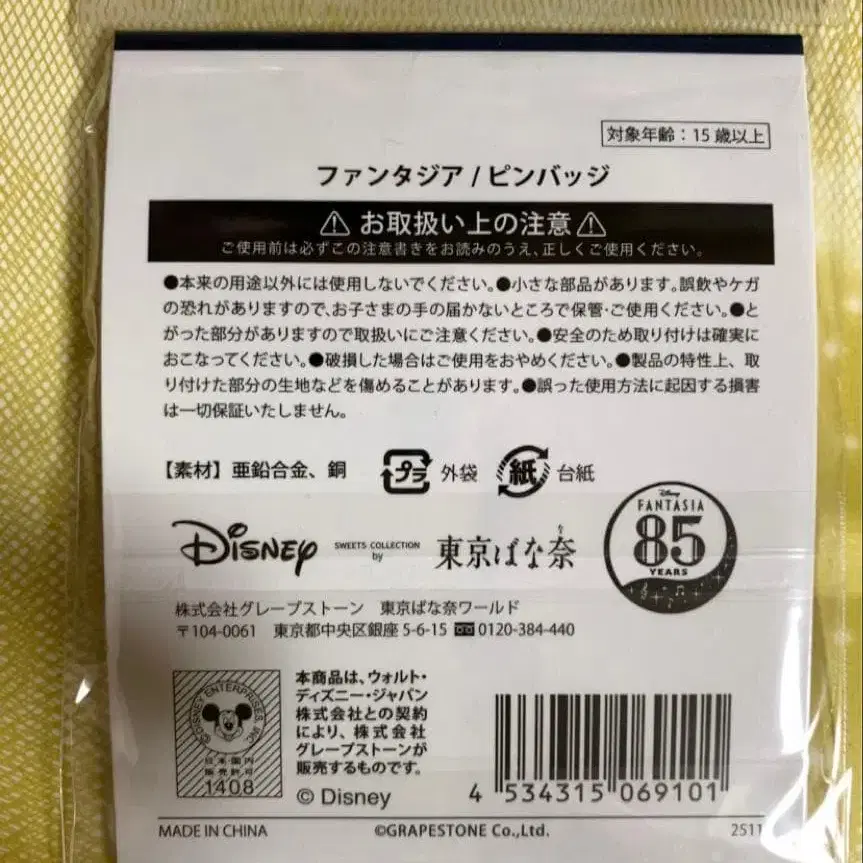 対象年齢：15歳以上
ファンタジア / ピンバッジ
お取扱い上の注意
ご使用前は必ずこの注意書きをお読みのうえ、正しくご使用ください。
●本来の用途以外には使用しないでください。●小さな部品があります。誤飲やケガ
の恐れがありますので、お子さまの手の届かないところで保管・ご使用ください。●と
がった部分がありますので取扱いにご注意ください。●安全のため取り付けは確実に
おこなってください。●破損した場合はご使用をおやめください。●製品の特性上、取
り付けた部分の生地などを傷めることがあります。●誤った使用方法に起因する損害
は一切保証いたしません。
【素材】亜鉛合金、銅
プラ 外袋 紙 台紙
Disney SWEETS COLLECTION by 東京ばな奈
Disney
FANTASIA
85
YEARS
株式会社グレープストーン 東京ばな奈ワールド
〒104-0061 東京都中央区銀座 5-6-15 0120-384-440
©DISNEY ENTERPRISES, INC.
日本国内
販売許可
1408
本商品は、ウォルト・
ディズニー・ジャパン
株式会社との契約
により、株式会社
グレープストーンが
販売するものです。
© Disney
4 534315 069101
MADE IN CHINA ©GRAPESTONE Co.,Ltd.